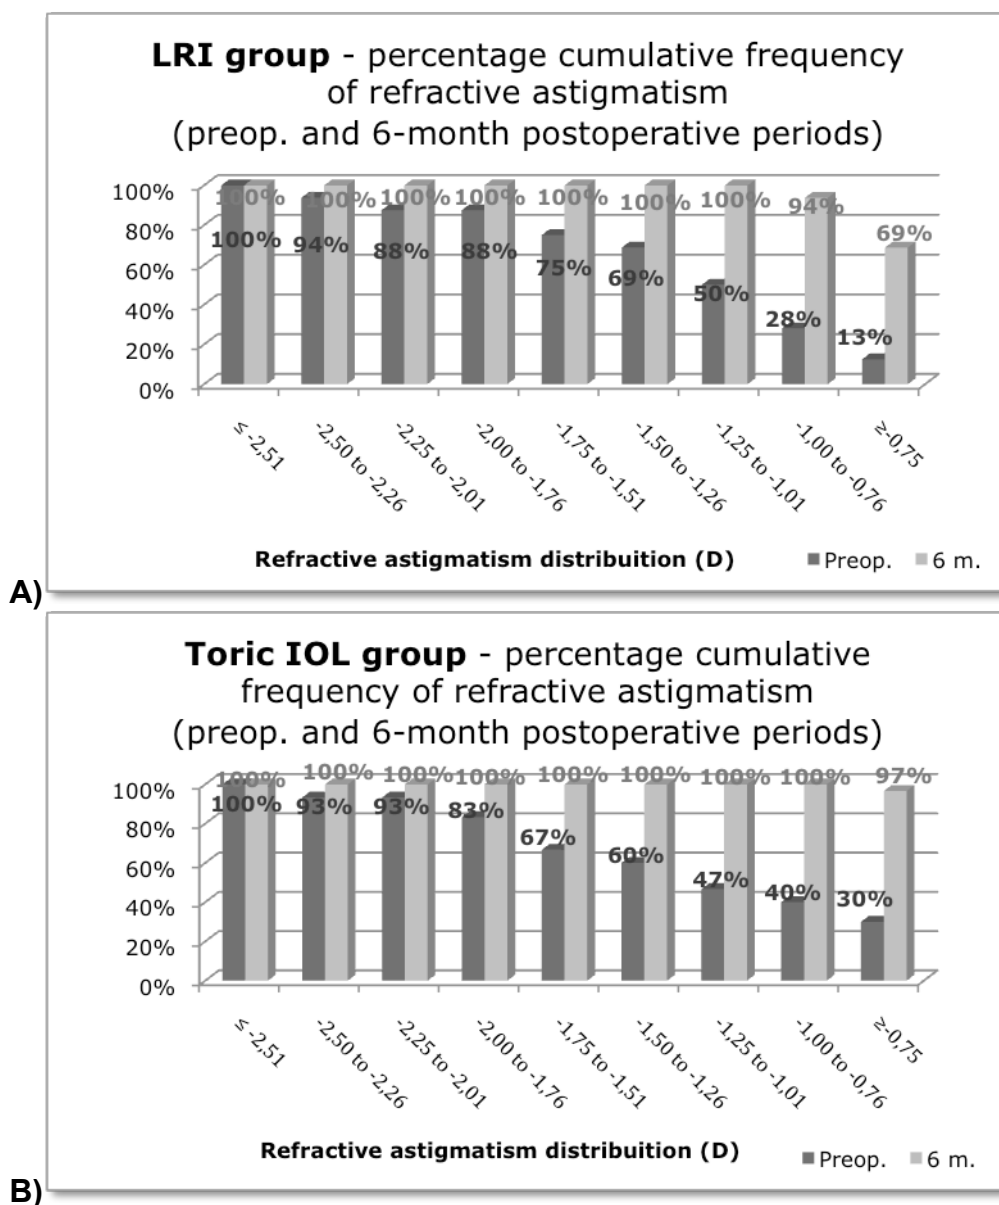 LRI group - percentage cumulative frequency
of refractive astigmatism
(preop. and 6-month postoperative periods)
100%
80%
60%
40%
20%
0%
100% 100% 100% 100% 100% 100% 100% 94% 69%
100% 94% 88% 88% 75% 69% 50% 28% 13%
≤ -2,51
-2,50 to -2,26
-2,25 to -2,01
-2,00 to -1,76
-1,75 to -1,51
-1,50 to -1,26
-1,25 to -1,01
-1,00 to -0,76
≥-0,75
Refractive astigmatism distribuition (D)
Preop. 6 m.
A)
Toric IOL group - percentage cumulative
frequency of refractive astigmatism
(preop. and 6-month postoperative periods)
100%
80%
60%
40%
20%
0%
100% 100% 100% 100% 100% 100% 100% 100% 97%
100% 93% 93% 83% 67% 60% 47% 40% 30%
≤ -2,51
-2,50 to -2,26
-2,25 to -2,01
-2,00 to -1,76
-1,75 to -1,51
-1,50 to -1,26
-1,25 to -1,01
-1,00 to -0,76
≥-0,75
Refractive astigmatism distribuition (D)
Preop. 6 m.
B)